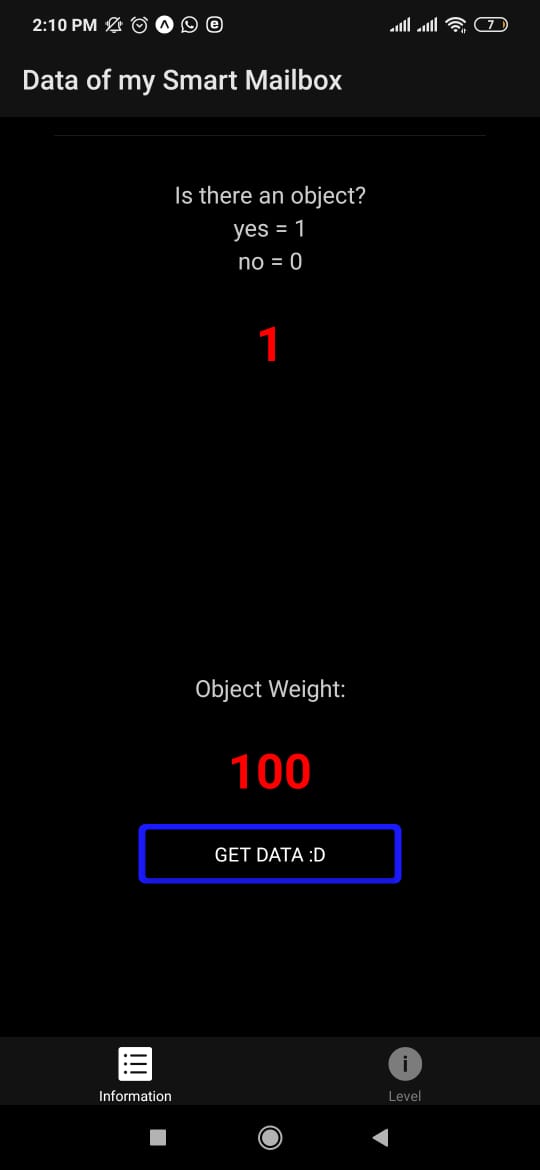 2:10 PM
7
Data of my Smart Mailbox
Is there an object?
yes = 1
no = 0
1
Object Weight:
100
GET DATA :D
Information
Level